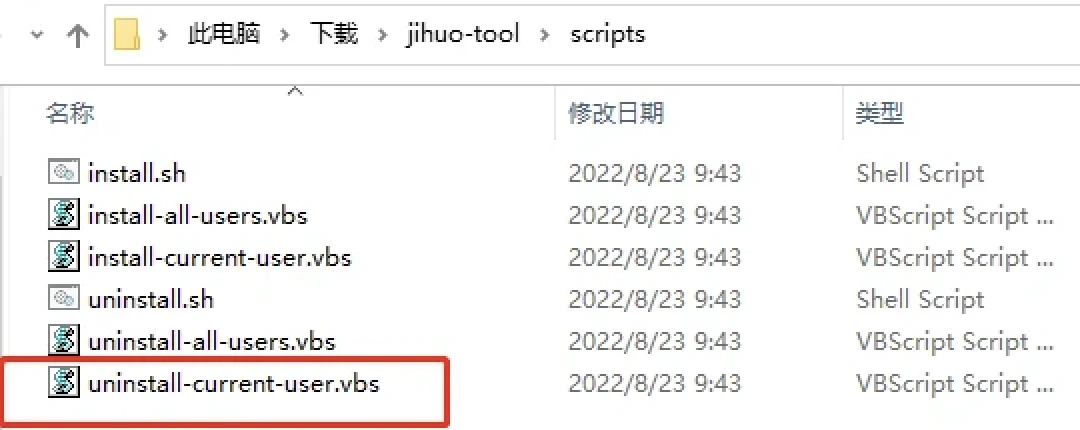 此电脑 > 下载 > jihuo-tool > scripts
名称 修改日期 类型
install.sh 2022/8/23 9:43 Shell Script
install-all-users.vbs 2022/8/23 9:43 VBScript Script ...
install-current-user.vbs 2022/8/23 9:43 VBScript Script ...
uninstall.sh 2022/8/23 9:43 Shell Script
uninstall-all-users.vbs 2022/8/23 9:43 VBScript Script ...
uninstall-current-user.vbs 2022/8/23 9:43 VBScript Script ...